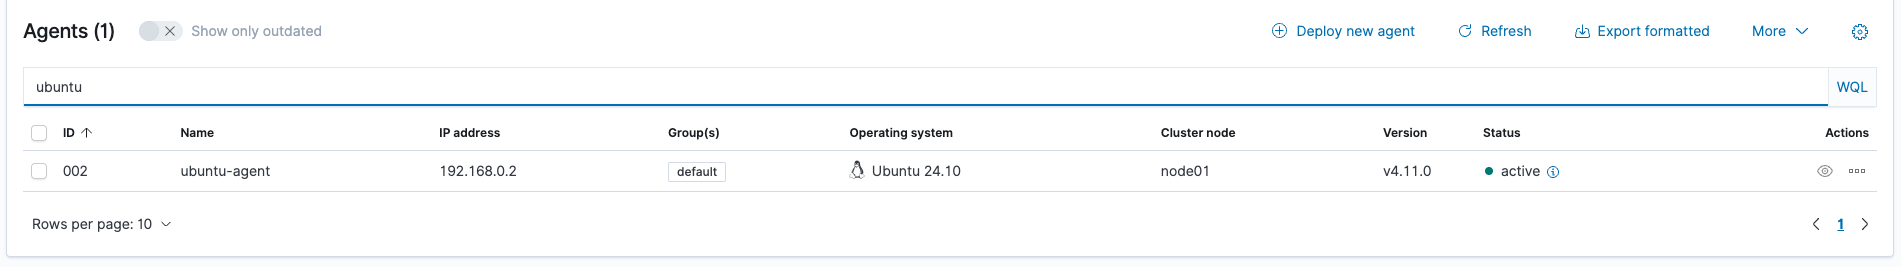 Agents (1) Show only outdated Deploy new agent Refresh Export formatted More
ubuntu WQL
ID Name IP address Group(s) Operating system Cluster node Version Status Actions
002 ubuntu-agent 192.168.0.2 default Ubuntu 24.10 node01 v4.11.0 active
Rows per page: 10 1